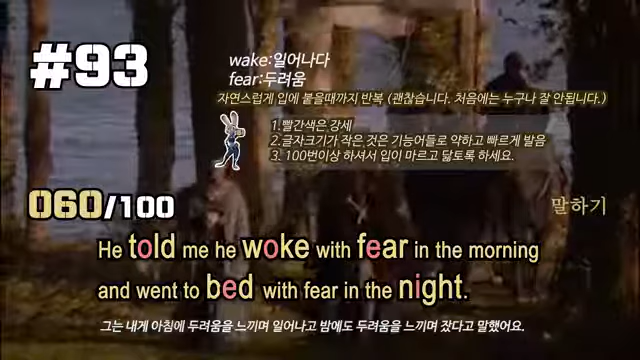 #93
wake:일어나다
fear:두려움
자연스럽게 입에 붙을때까지 반복 (괜찮습니다. 처음에는 누구나 잘 안됩니다.)
1.빨간색은 강세
2.글자크기가 작은 것은 기능어들로 약하고 빠르게 발음
3. 100번이상 하셔서 입이 마르고 닳토록 하세요.
060/100
말하기
He told me he woke with fear in the morning
and went to bed with fear in the night.
그는 내게 아침에 두려움을 느끼며 일어나고 밤에도 두려움을 느끼며 잤다고 말했어요.